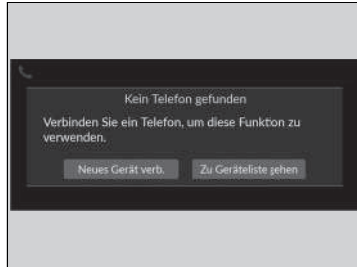 Kein Telefon gefunden
Verbinden Sie ein Telefon, um diese Funktion zu
verwenden.
Neues Gerät verb.
Zu Geräteliste gehen